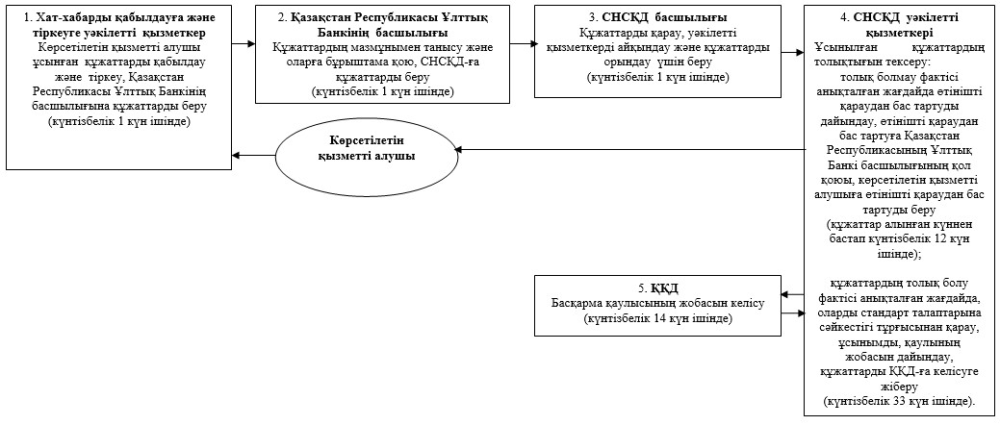 1. Хат-хабарды қабылдауға және
тіркеуге уәкілетті қызметкер
Көрсетілетін қызметті алушы
ұсынған құжаттарды қабылдау
және тіркеу, Қазақстан
Республикасы Ұлттық Банкінің
басшылығына құжаттарды беру
(күнтізбелік 1 күн ішінде)
2. Қазақстан Республикасы Ұлттық
Банкінің басшылығы
Құжаттардың мазмұнымен танысу және
оларға бұрыштама қою, СНСҚД-ға
құжаттарды беру
(күнтізбелік 1 күн ішінде)
3. СНСҚД басшылығы
Құжаттарды қарау, уәкілетті
қызметкерді айқындау және құжаттарды
орындау үшін беру
(күнтізбелік 1 күн ішінде)
4. СНСҚД уәкілетті
қызметкері
Ұсынылған құжаттардың
толықтығын тексеру:
толық болмау фактісі
анықталған жағдайда өтінішті
қараудан бас тартуды
дайындау, өтінішті қараудан
бас тартуға Қазақстан
Республикасының Ұлттық
Банкі басшылығының қол
қоюы, көрсетілетін қызметті
алушыға өтінішті қараудан бас
тартуды беру
(құжаттар алынған күннен
бастап күнтізбелік 12 күн
ішінде);
құжаттардың толық болу
фактісі анықталған жағдайда,
оларды стандарт талаптарына
сәйкестігі тұрғысынан қарау,
ұсынымды, қаулының
жобасын дайындау,
құжаттарды ҚҚД-ға келісуге
жіберу
(күнтізбелік 33 күн ішінде).
Көрсетілетін
қызметті алушы
5. ҚҚД
Басқарма қаулысының жобасын келісу
(күнтізбелік 14 күн ішінде)